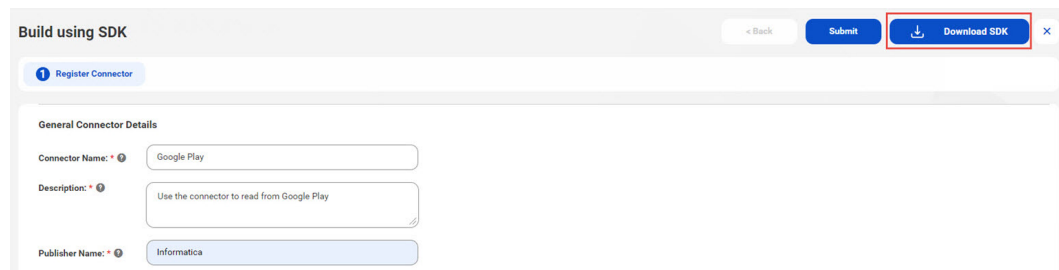 Build using SDK
< Back
Submit
Download SDK
1 Register Connector
General Connector Details
Connector Name: * Google Play
Description: * Use the connector to read from Google Play
Publisher Name: * Informatica